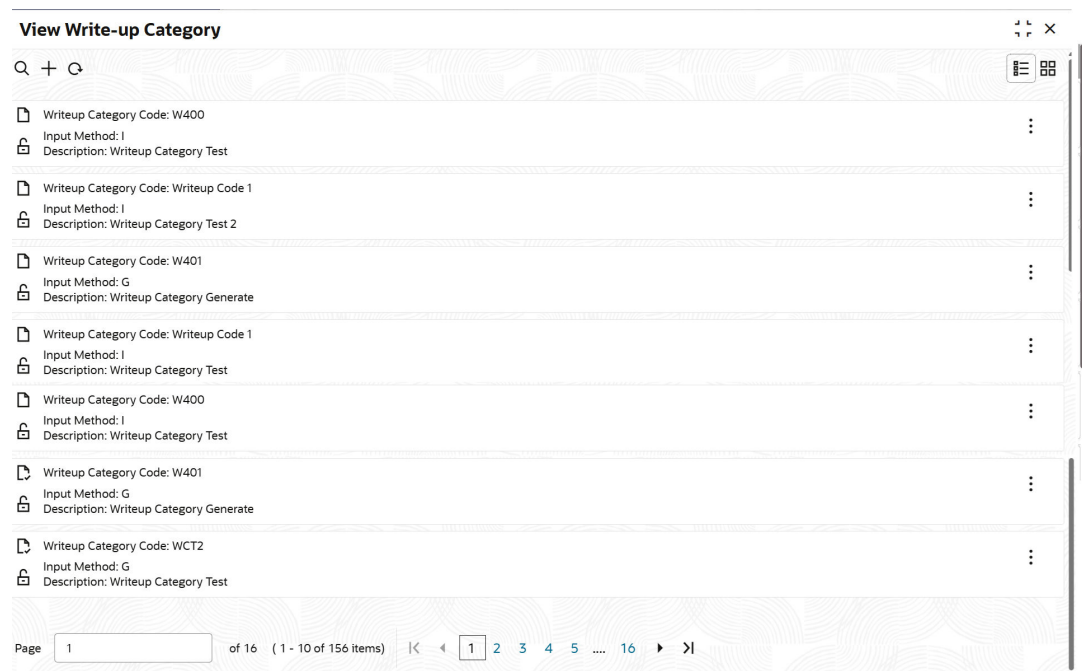 View Write-up Category
Writeup Category Code: W400
Input Method: I
Description: Writeup Category Test
Writeup Category Code: Writeup Code 1
Input Method: I
Description: Writeup Category Test 2
Writeup Category Code: W401
Input Method: G
Description: Writeup Category Generate
Writeup Category Code: Writeup Code 1
Input Method: I
Description: Writeup Category Test
Writeup Category Code: W400
Input Method: I
Description: Writeup Category Test
Writeup Category Code: W401
Input Method: G
Description: Writeup Category Generate
Writeup Category Code: WCT2
Input Method: G
Description: Writeup Category Test
Page 1 of 16 ( 1 - 10 of 156 items) 1 2 3 4 5 .... 16